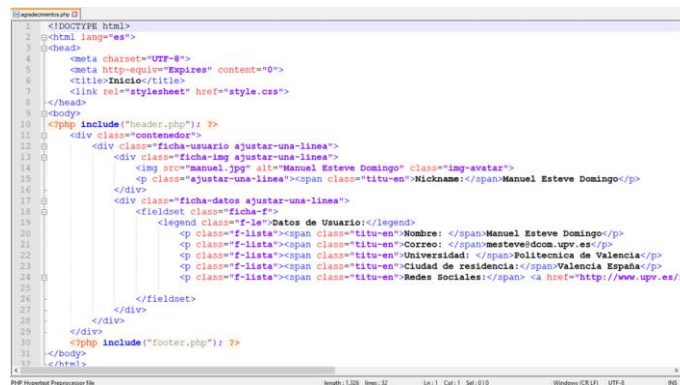 agradecimientos.php
1 <!DOCTYPE html>
2 <html lang="es">
3 <head>
4 <meta charset="UTF-8">
5 <meta http-equiv="Expires" content="0">
6 <title>Inicio</title>
7 <link rel="stylesheet" href="style.css">
8 </head>
9 <body>
10 <?php include("header.php"); ?>
11 <div class="contenedor">
12 <div class="ficha-usuario ajustar-una-linea">
13 <div class="ficha-img ajustar-una-linea">
14 <img src="manuel.jpg" alt="Manuel Esteve Domingo" class="img-avatar">
15 <p class="ajustar-una-linea"><span class="titu-en">Nickname:</span>Manuel Esteve Domingo</p>
16 </div>
17 <div class="ficha-datos ajustar-una-linea">
18 <fieldset class="ficha-f">
19 <legend class="f-le">Datos de Usuario:</legend>
20 <p class="f-lista"><span class="titu-en">Nombre: </span>Manuel Esteve Domingo</p>
21 <p class="f-lista"><span class="titu-en">Correo: </span>mesteve@dcom.upv.es</p>
22 <p class="f-lista"><span class="titu-en">Universidad: </span>Politecnica de Valencia</p>
23 <p class="f-lista"><span class="titu-en">Ciudad de residencia:</span>Valencia España</p>
24 <p class="f-lista"><span class="titu-en">Redes Sociales:</span> <a href="http://www.upv.es/
25
26 </fieldset>
27 </div>
28 </div>
29 </div>
30 <?php include("footer.php"); ?>
31 </body>
32 </html>
PHP Hypertext Preprocessor file length : 1,326 lines : 32 Ln : 1 Col : 1 Sel : 0 | 0 Windows (CR LF) UTF-8 INS